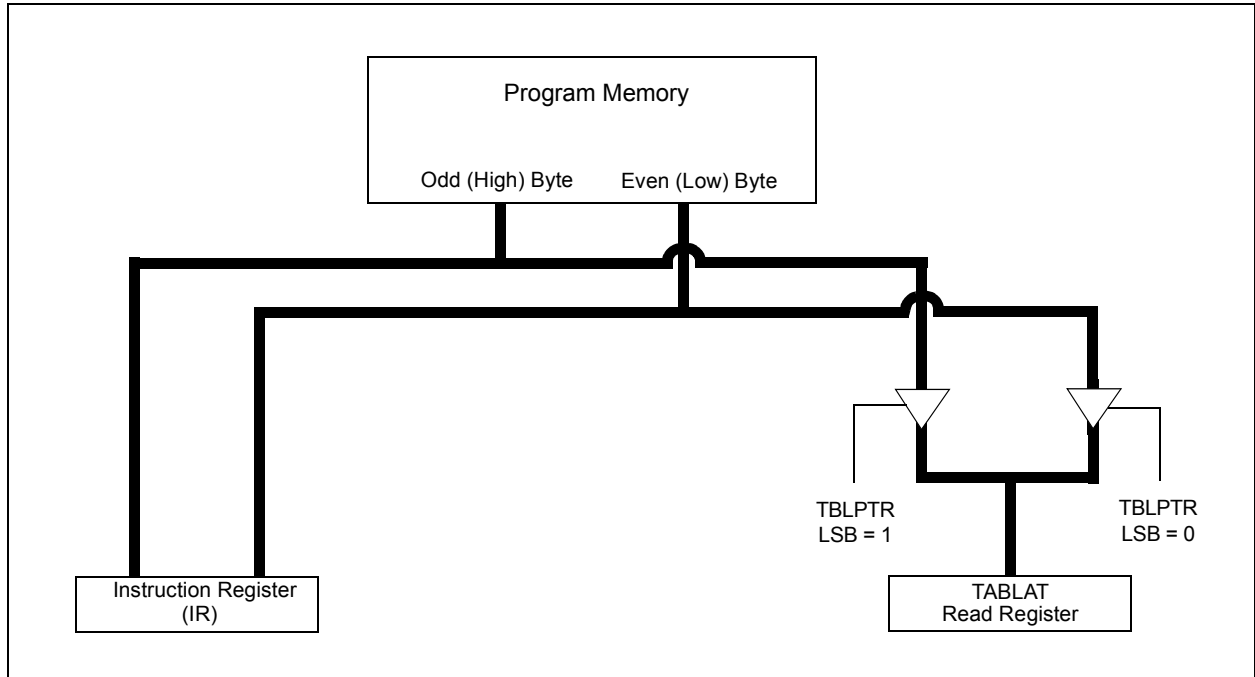 Program Memory
Odd (High) Byte
Even (Low) Byte
TBLPTR
LSB = 1
TBLPTR
LSB = 0
Instruction Register
(IR)
TABLAT
Read Register